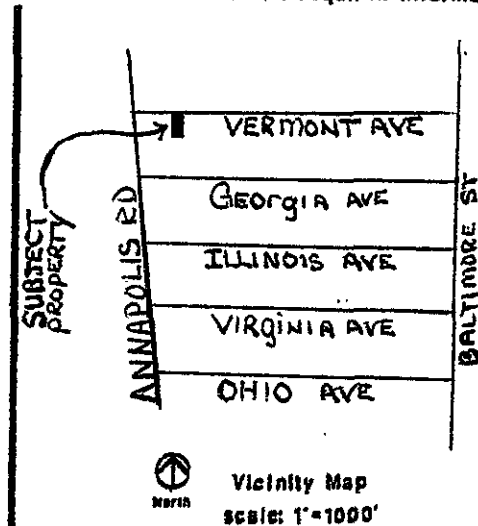 VERMONT AVE
GEORGIA AVE
ILLINOIS AVE
VIRGINIA AVE
OHIO AVE
SUBJECT
PROPERTY
ANNAPOLIS RD
BALTIMORE ST
North
Vicinity Map
scale: 1"=1000'